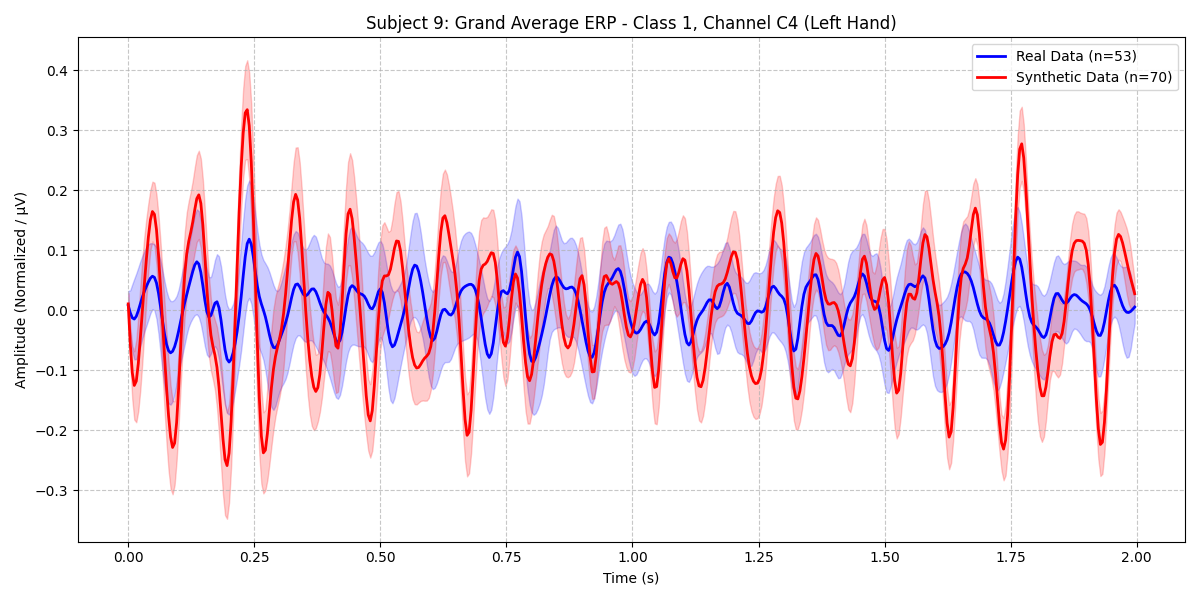 Subject 9: Grand Average ERP - Class 1, Channel C4 (Left Hand)
Real Data (n=53)
Synthetic Data (n=70)
Amplitude (Normalized / μV)
0.4
0.3
0.2
0.1
0.0
−0.1
−0.2
−0.3
0.00 0.25 0.50 0.75 1.00 1.25 1.50 1.75 2.00
Time (s)